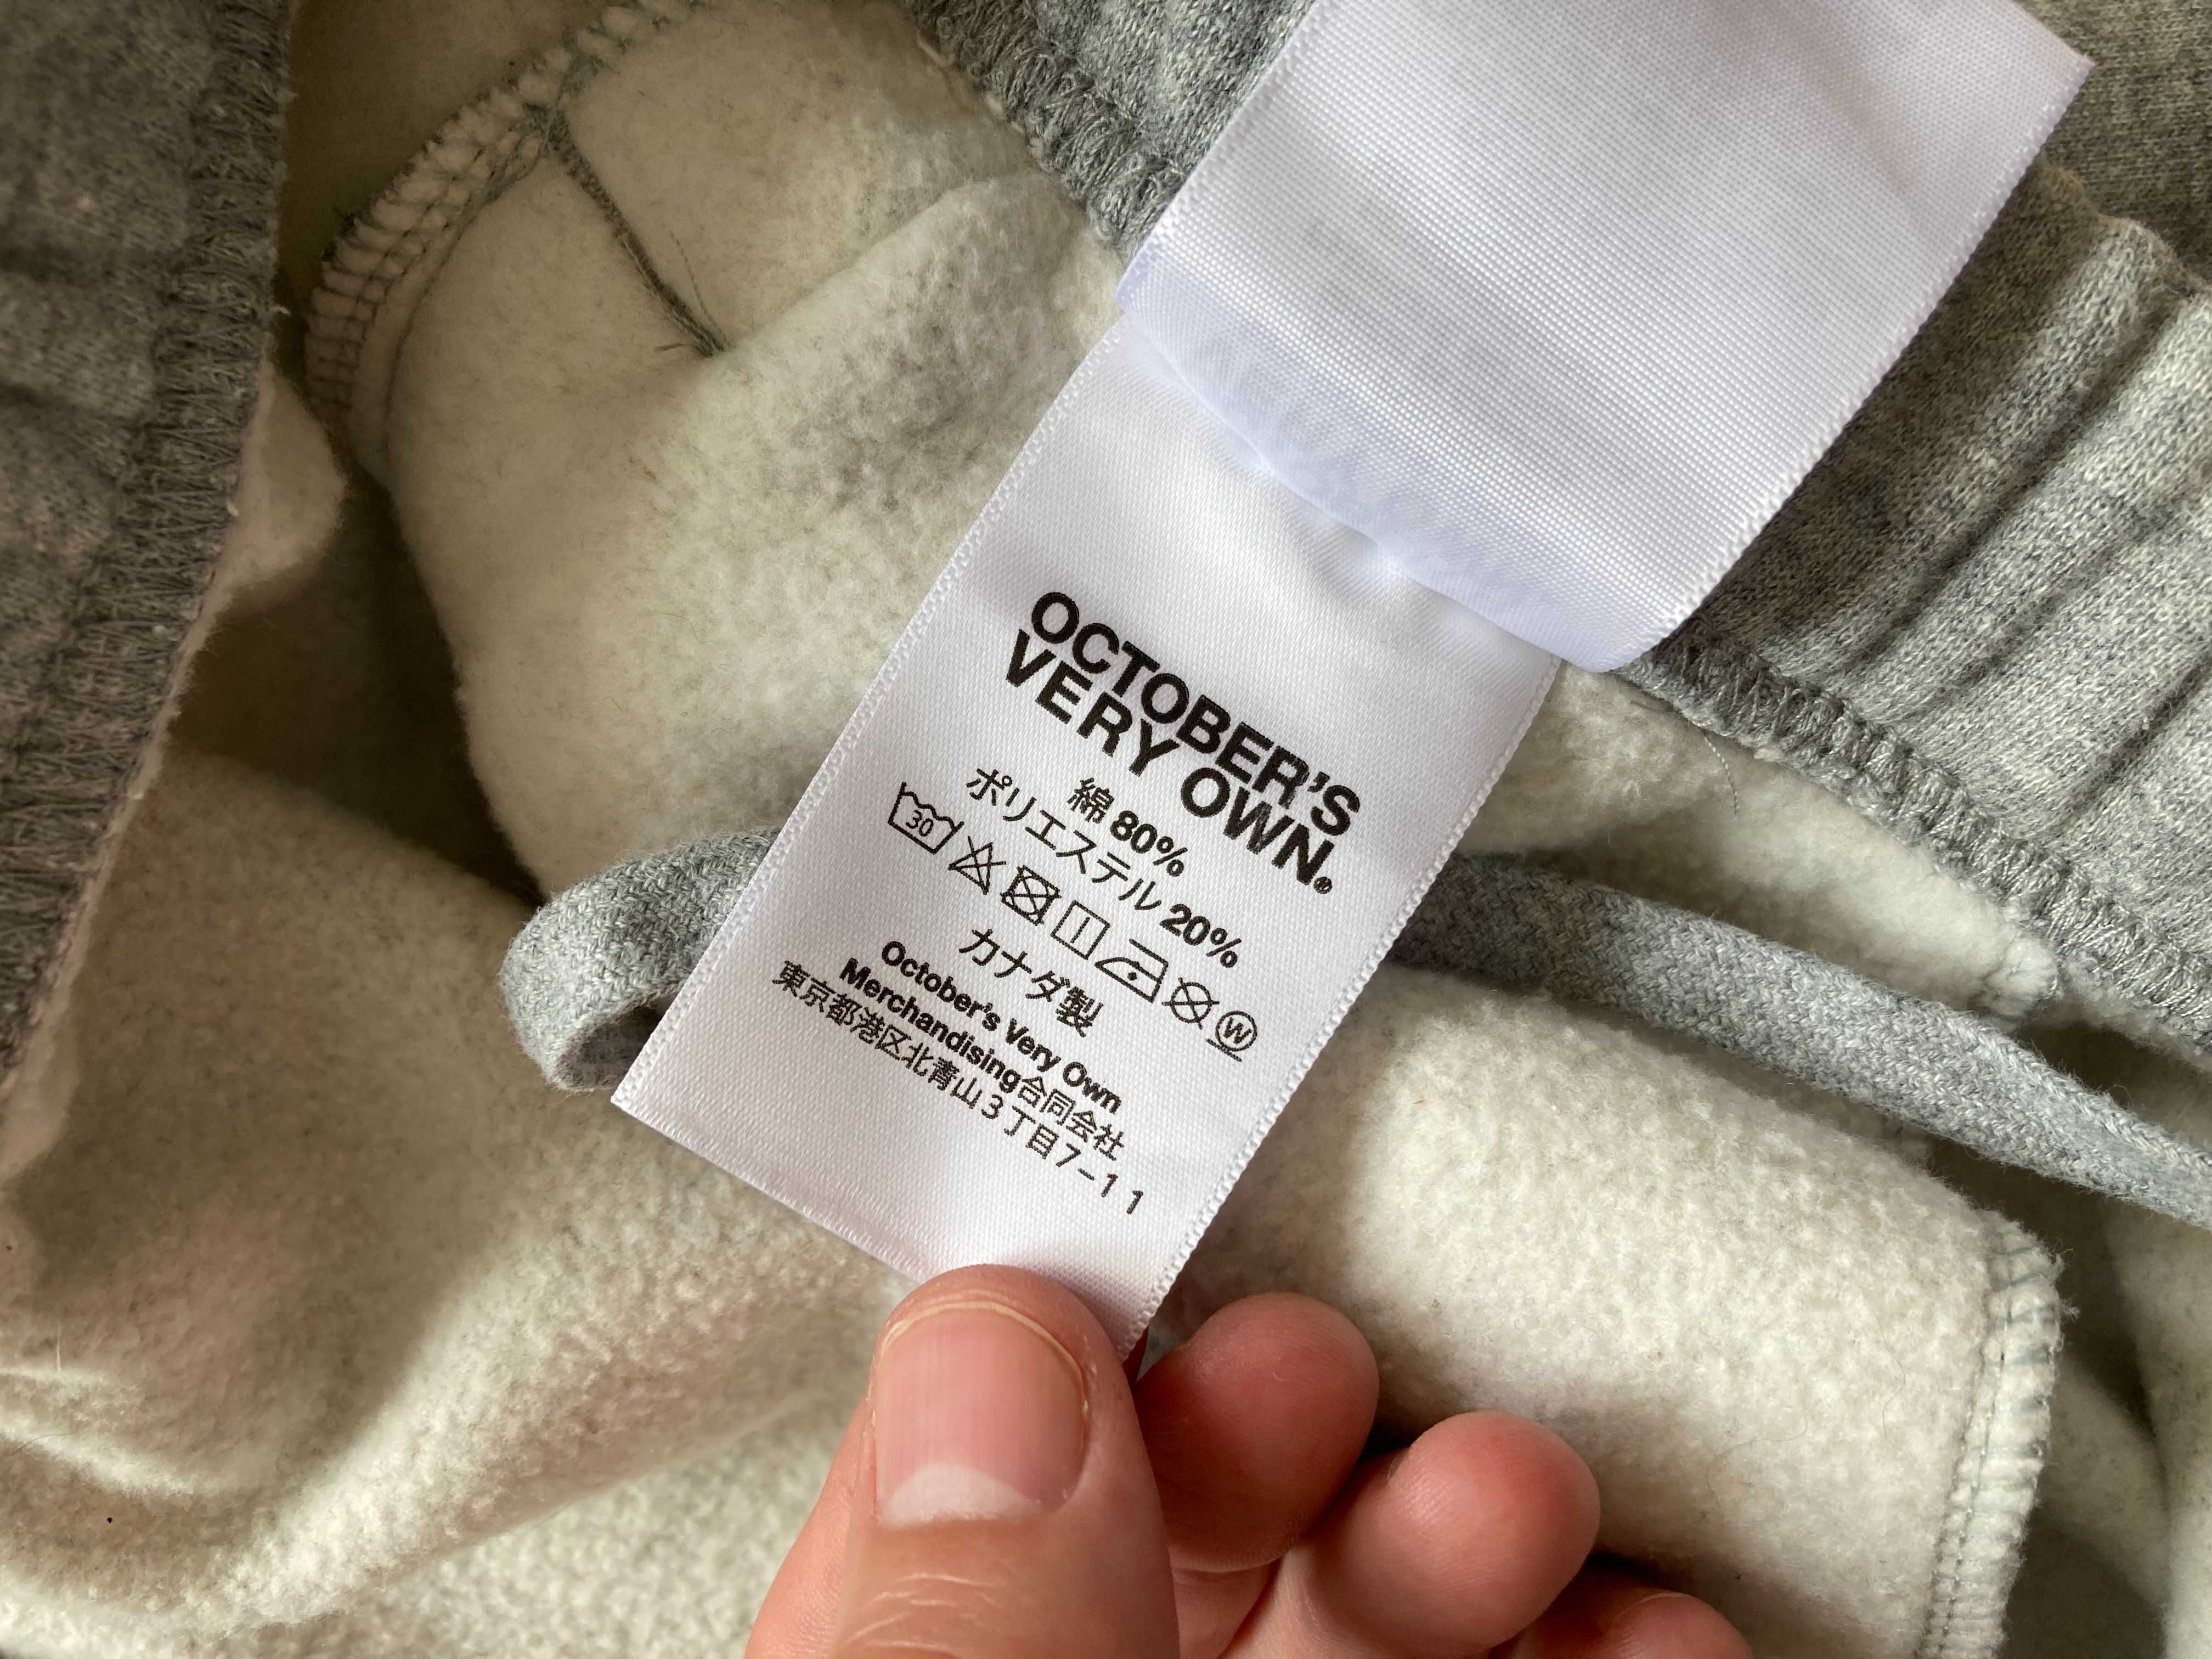 OCTOBER'S
VERY OWN.®
綿 80%
ポリエステル 20%
30 W
カナダ製
October's Very Own
Merchandising合同会社
東京都港区北青山3丁目7-11